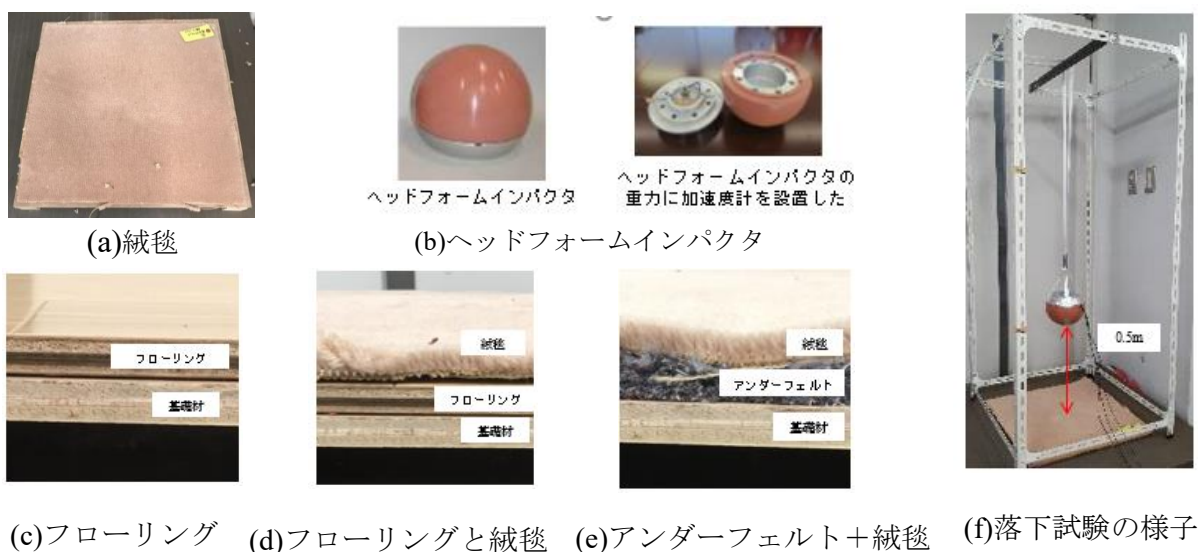 (a)絨毯
ヘッドフォームインパクタ
ヘッドフォームインパクタの
重力に加速度計を設置した
(b)ヘッドフォームインパクタ
フローリング
基礎材
(c)フローリング
絨毯
フローリング
基礎材
(d)フローリングと絨毯
絨毯
アンダーフェルト
基礎材
(e)アンダーフェルト＋絨毯
0.5m
(f)落下試験の様子